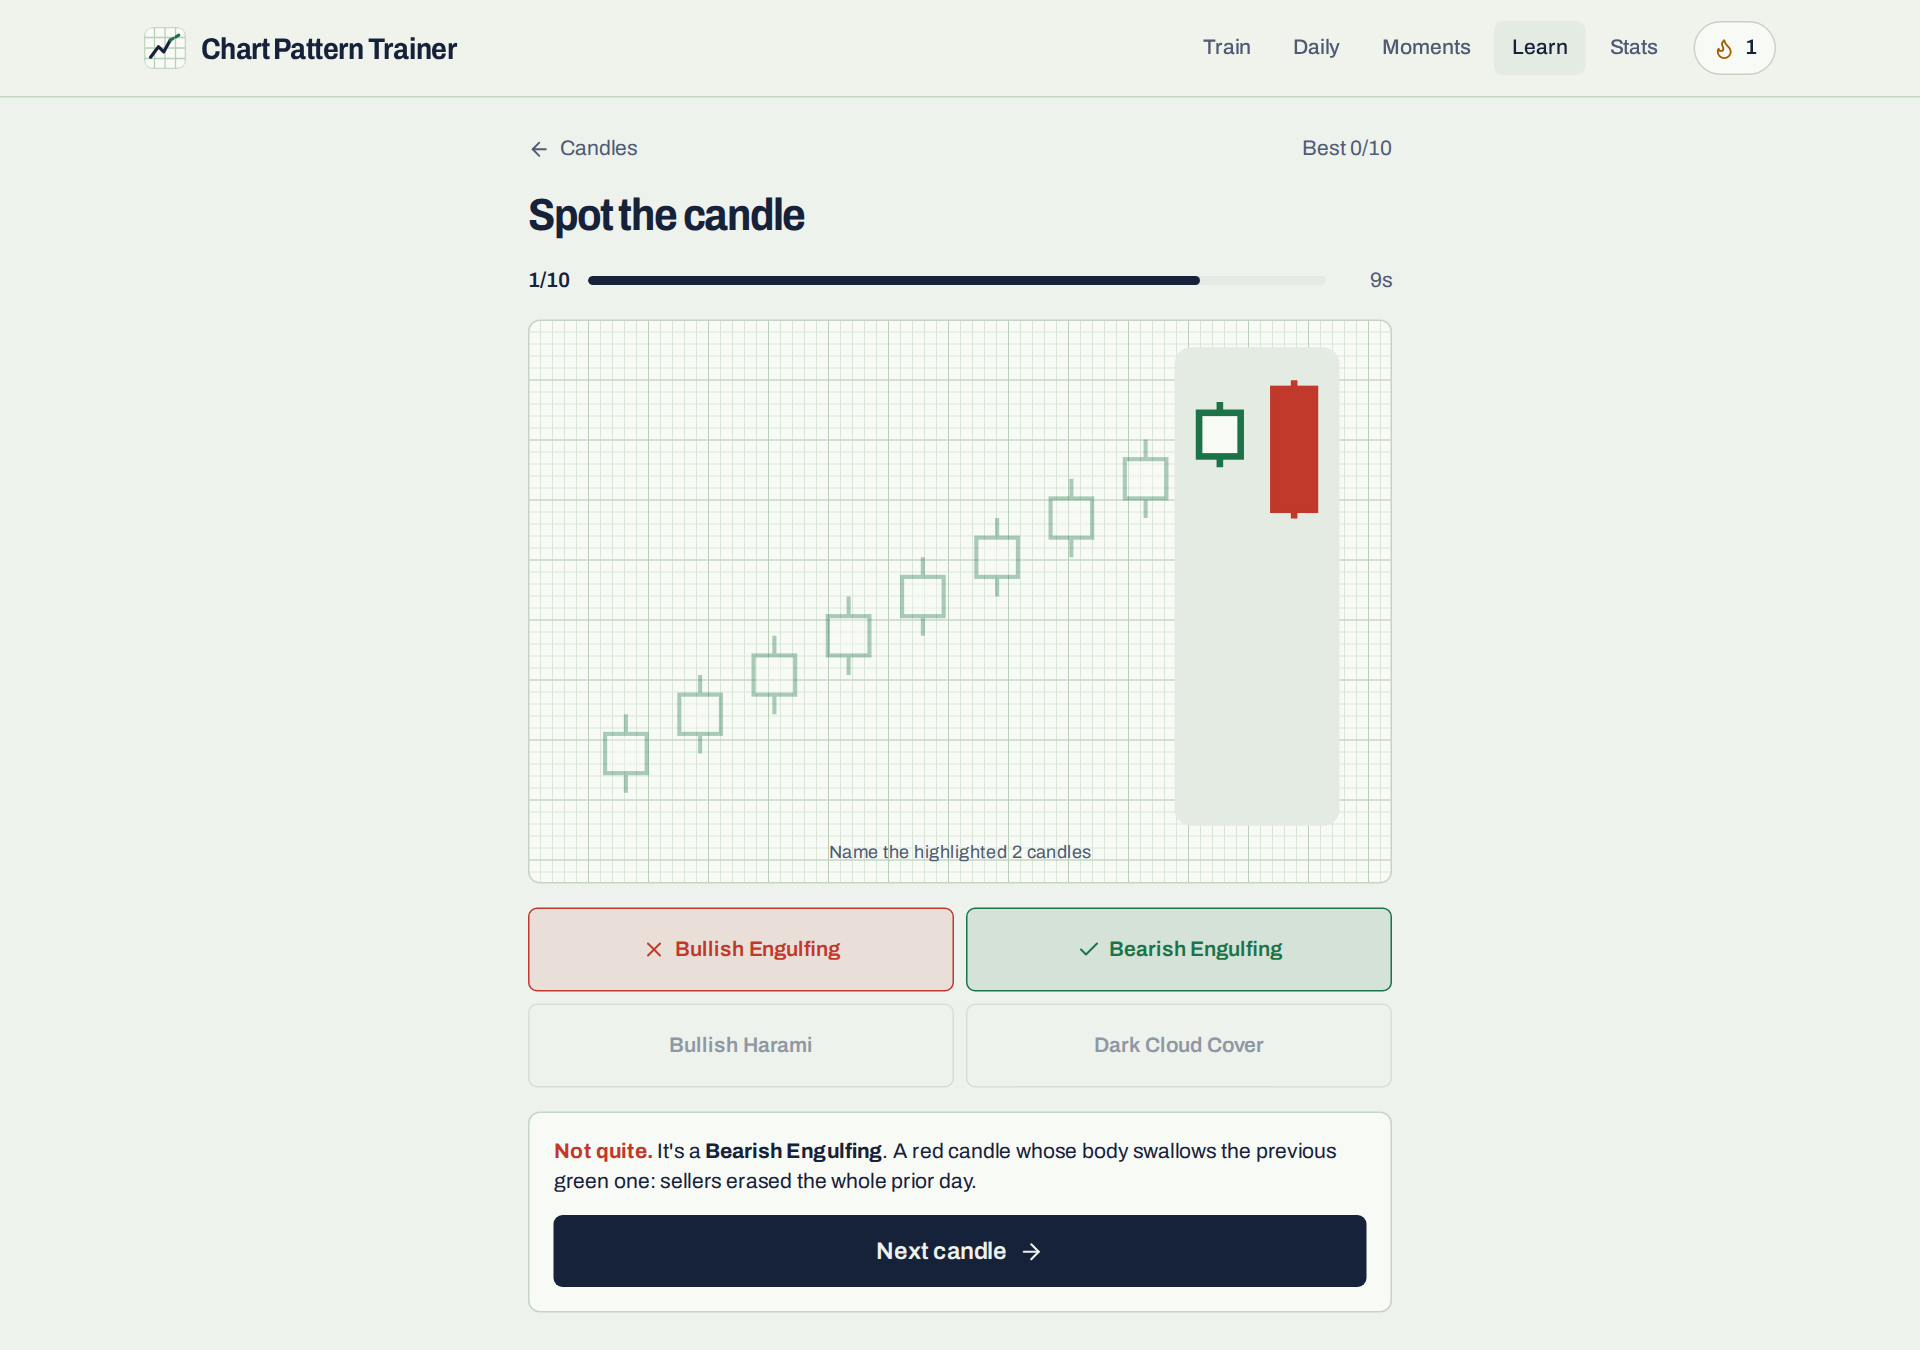 Chart Pattern Trainer
Train
Daily
Moments
Learn
Stats
1
Candles
Best 0/10
Spot the candle
1/10
9s
Name the highlighted 2 candles
Bullish Engulfing
Bearish Engulfing
Bullish Harami
Dark Cloud Cover
Not quite. It's a Bearish Engulfing. A red candle whose body swallows the previous
green one: sellers erased the whole prior day.
Next candle